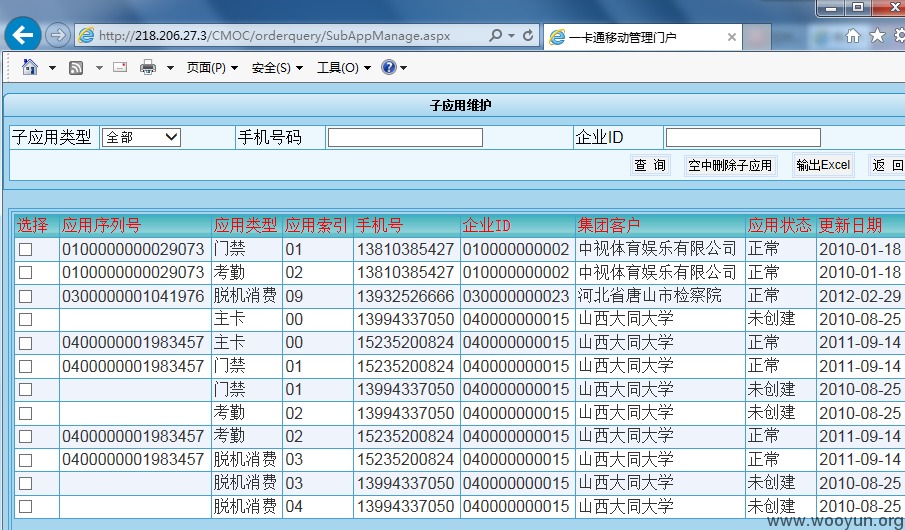 http://218.206.27.3/CMOC/orderquery/SubAppManage.aspx 一卡通移动管理门户
页面(P) 安全(S) 工具(O)
子应用维护
子应用类型 全部 手机号码 企业ID
查 询 空中删除子应用 输出Excel 返 回
选择 应用序列号 应用类型 应用索引 手机号 企业ID 集团客户 应用状态 更新日期
0100000000029073 门禁 01 13810385427 010000000002 中视体育娱乐有限公司 正常 2010-01-18
0100000000029073 考勤 02 13810385427 010000000002 中视体育娱乐有限公司 正常 2010-01-18
0300000001041976 脱机消费 09 13932526666 030000000023 河北省唐山市检察院 正常 2012-02-29
主卡 00 13994337050 040000000015 山西大同大学 未创建 2010-08-25
0400000001983457 主卡 00 15235200824 040000000015 山西大同大学 正常 2011-09-14
0400000001983457 门禁 01 15235200824 040000000015 山西大同大学 正常 2011-09-14
门禁 01 13994337050 040000000015 山西大同大学 未创建 2010-08-25
考勤 02 13994337050 040000000015 山西大同大学 未创建 2010-08-25
0400000001983457 考勤 02 15235200824 040000000015 山西大同大学 正常 2011-09-14
0400000001983457 脱机消费 03 15235200824 040000000015 山西大同大学 正常 2011-09-14
脱机消费 03 13994337050 040000000015 山西大同大学 未创建 2010-08-25
脱机消费 04 13994337050 040000000015 山西大同大学 未创建 2010-08-25
www.wooyun.org